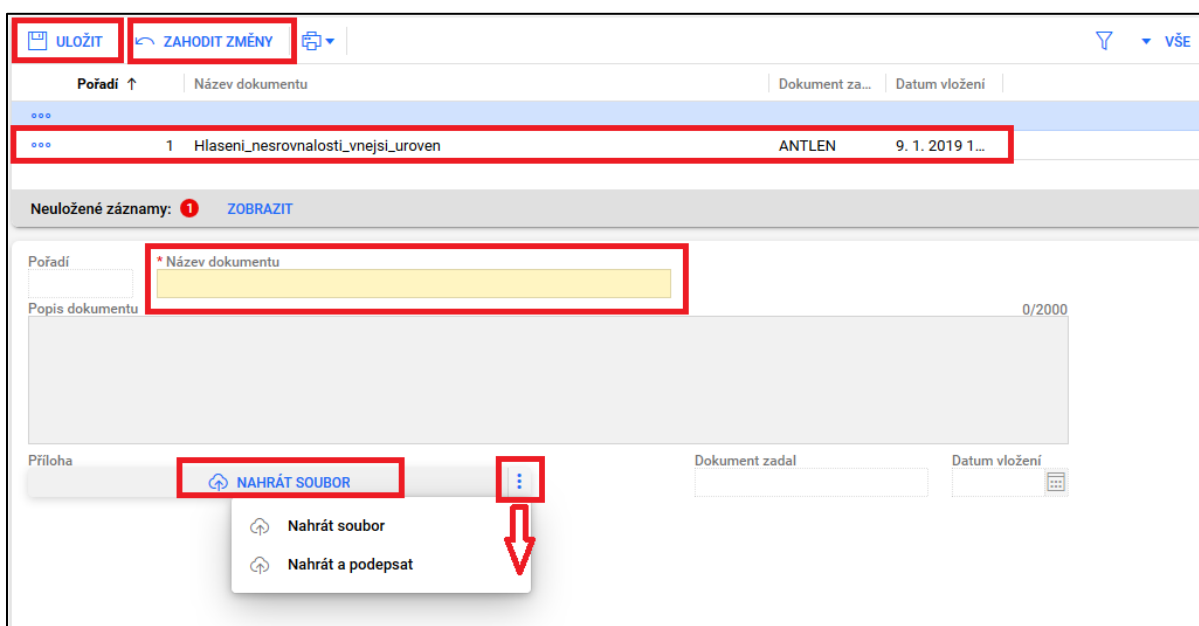 ULOŽIT ZAHODIT ZMĚNY VŠE
Pořadí ↑ Název dokumentu Dokument za... Datum vložení
1 Hlaseni_nesrovnalosti_vnejsi_uroven ANTLEN 9. 1. 2019 1...
Neuložené záznamy: 1 ZOBRAZIT
Pořadí * Název dokumentu
Popis dokumentu 0/2000
Příloha Dokument zadal Datum vložení
NAHRÁT SOUBOR
Nahrát soubor
Nahrát a podepsat